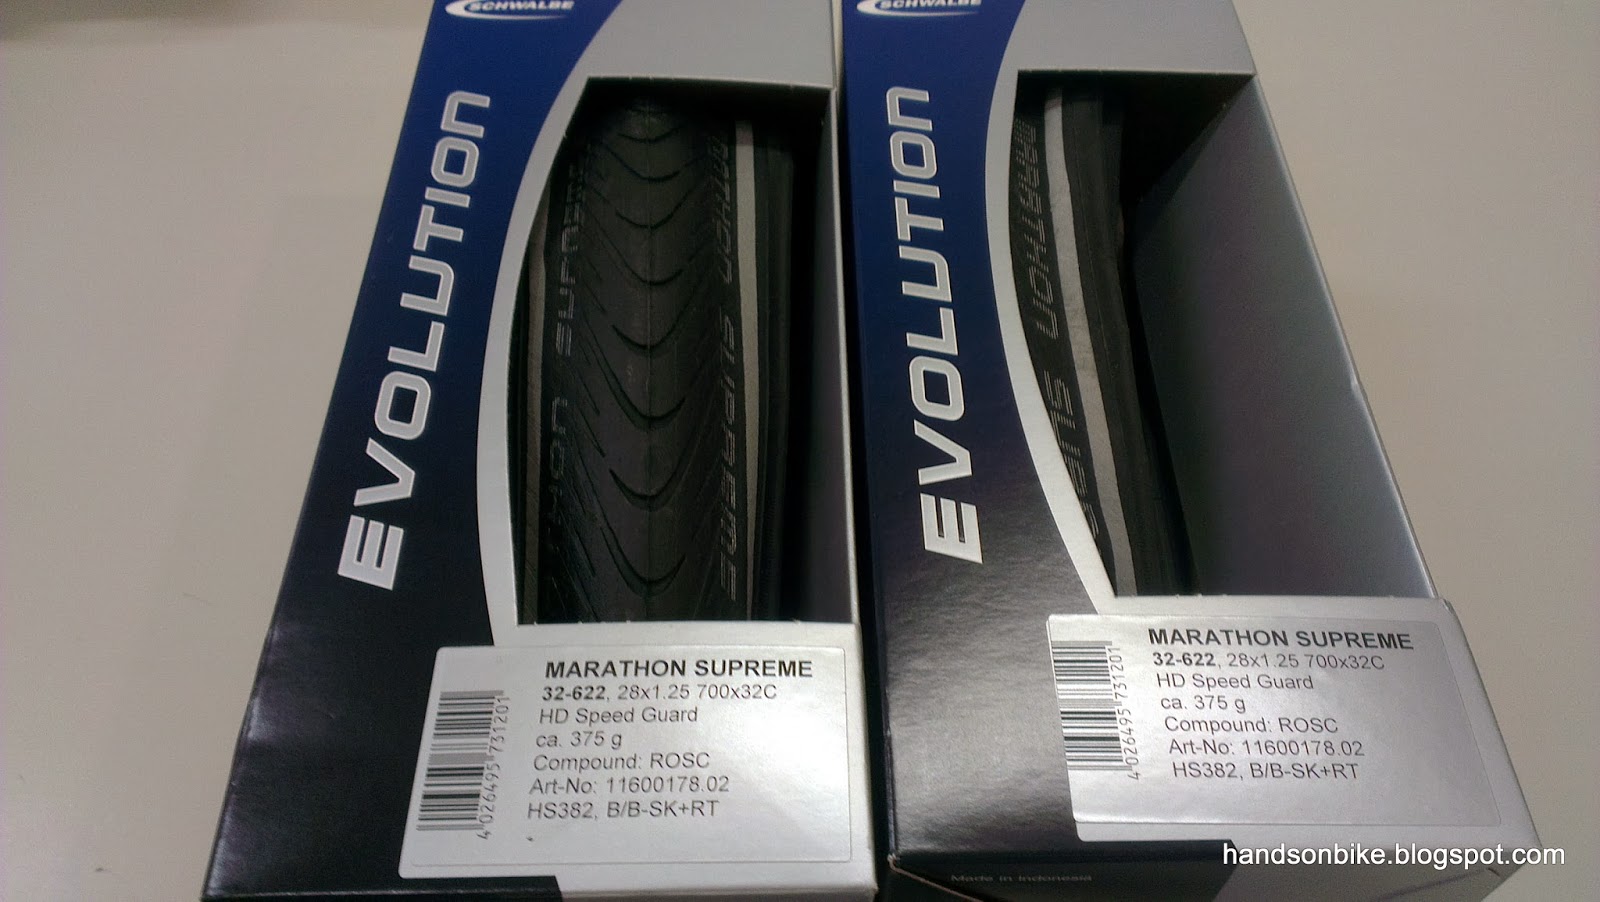 SCHWALBE
EVOLUTION
MARATHON SUPREME
MARATHON SUPREME
32-622, 28x1.25 700x32C
HD Speed Guard
ca. 375 g
Compound: ROSC
Art-No: 11600178.02
HS382, B/B-SK+RT
4 026495 731201
SCHWALBE
EVOLUTION
MARATHON SUPREME
32-622, 28x1.25 700x32C
HD Speed Guard
ca. 375 g
Compound: ROSC
Art-No: 11600178.02
HS382, B/B-SK+RT
4 026495 731201
Made in Indonesia
handsonbike.blogspot.com